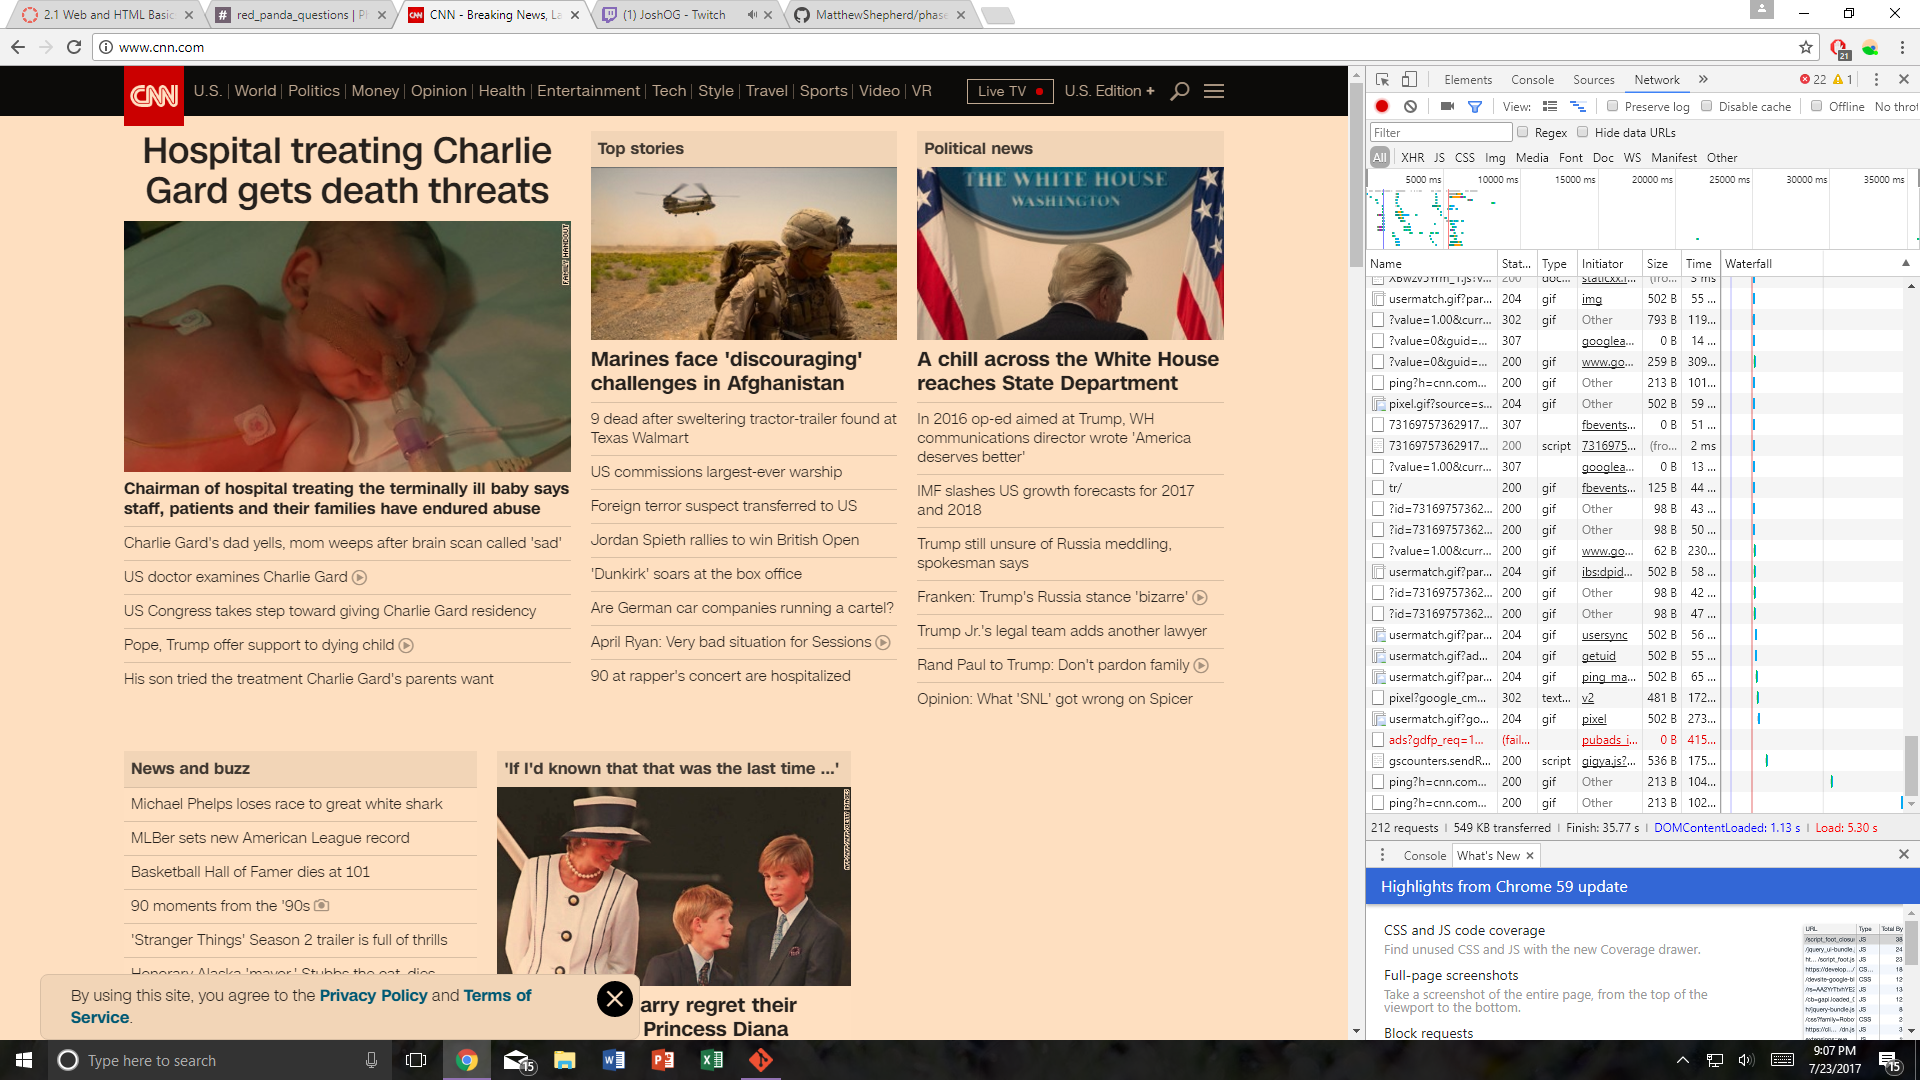 2.1 Web and HTML Basic
red_panda_questions | Pl
CNN - Breaking News, La
(1) JoshOG - Twitch
MatthewShepherd/phase
www.cnn.com
21
CNN
U.S. World Politics Money Opinion Health Entertainment Tech Style Travel Sports Video VR
Live TV
U.S. Edition +
Hospital treating Charlie
Gard gets death threats
FAMILY HANDOUT
Chairman of hospital treating the terminally ill baby says
staff, patients and their families have endured abuse
Charlie Gard's dad yells, mom weeps after brain scan called 'sad'
US doctor examines Charlie Gard
US Congress takes step toward giving Charlie Gard residency
Pope, Trump offer support to dying child
His son tried the treatment Charlie Gard's parents want
Top stories
Marines face 'discouraging'
challenges in Afghanistan
9 dead after sweltering tractor-trailer found at
Texas Walmart
US commissions largest-ever warship
Foreign terror suspect transferred to US
Jordan Spieth rallies to win British Open
'Dunkirk' soars at the box office
Are German car companies running a cartel?
April Ryan: Very bad situation for Sessions
90 at rapper's concert are hospitalized
Political news
THE WHITE HOUSE
WASHINGTON
A chill across the White House
reaches State Department
In 2016 op-ed aimed at Trump, WH
communications director wrote 'America
deserves better'
IMF slashes US growth forecasts for 2017
and 2018
Trump still unsure of Russia meddling,
spokesman says
Franken: Trump's Russia stance 'bizarre'
Trump Jr.'s legal team adds another lawyer
Rand Paul to Trump: Don't pardon family
Opinion: What 'SNL' got wrong on Spicer
News and buzz
Michael Phelps loses race to great white shark
MLBer sets new American League record
Basketball Hall of Famer dies at 101
90 moments from the '90s
'Stranger Things' Season 2 trailer is full of thrills
Honorary Alaska 'mayor,' Stubbs the cat, dies
'If I'd known that that was the last time ...'
arry regret their
Princess Diana
By using this site, you agree to the Privacy Policy and Terms of
Service.
Elements Console Sources Network
22 1
View: Preserve log Disable cache Offline No throt
Filter Regex Hide data URLs
All XHR JS CSS Img Media Font Doc WS Manifest Other
5000 ms 10000 ms 15000 ms 20000 ms 25000 ms 30000 ms 35000 ms
Name Stat... Type Initiator Size Time Waterfall
200 doc... staticxx.f... (fro... 3 ms
usermatch.gif?par... 204 gif img 502 B 55 ...
?value=1.00&curr... 302 gif Other 793 B 119...
?value=0&guid=... 307 googlea... 0 B 14 ...
?value=0&guid=... 200 gif www.go... 259 B 309...
ping?h=cnn.com... 200 gif Other 213 B 101...
pixel.gif?source=s... 204 gif Other 502 B 59 ...
73169757362917... 307 fbevents... 0 B 51 ...
73169757362917... 200 script 7316975... (fro... 2 ms
?value=1.00&curr... 307 googlea... 0 B 13 ...
tr/ 200 gif fbevents... 125 B 44 ...
?id=73169757362... 200 gif Other 98 B 43 ...
?id=73169757362... 200 gif Other 98 B 50 ...
?value=1.00&curr... 200 gif www.go... 62 B 230...
usermatch.gif?par... 204 gif ibs:dpid... 502 B 58 ...
?id=73169757362... 200 gif Other 98 B 42 ...
?id=73169757362... 200 gif Other 98 B 47 ...
usermatch.gif?par... 204 gif usersync 502 B 56 ...
usermatch.gif?ad... 204 gif getuid 502 B 55 ...
usermatch.gif?par... 204 gif ping_ma... 502 B 65 ...
pixel?google_cm... 302 text... v2 481 B 172...
usermatch.gif?go... 204 gif pixel 502 B 273...
ads?gdfp_req=1... (fail... pubads_i... 0 B 415...
gscounters.sendR... 200 script gigya.js?... 536 B 175...
ping?h=cnn.com... 200 gif Other 213 B 104...
ping?h=cnn.com... 200 gif Other 213 B 102...
212 requests | 549 KB transferred | Finish: 35.77 s | DOMContentLoaded: 1.13 s | Load: 5.30 s
Console What's New
Highlights from Chrome 59 update
CSS and JS code coverage
Find unused CSS and JS with the new Coverage drawer.
Full-page screenshots
Take a screenshot of the entire page, from the top of the
viewport to the bottom.
Block requests
URL Type Total By
Type here to search
15
9:07 PM
7/23/2017
15